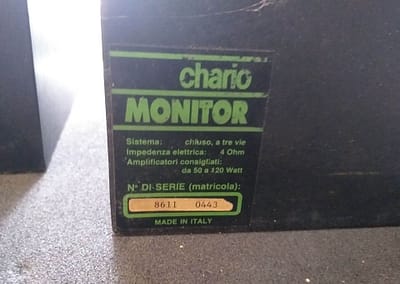 chario
MONITOR
Sistema: chiuso, a tre vie
Impedenza elettrica: 4 Ohm
Amplificatori consigliati:
da 50 a 120 Watt
N° DI SERIE (matricola):
8611 0443
MADE IN ITALY